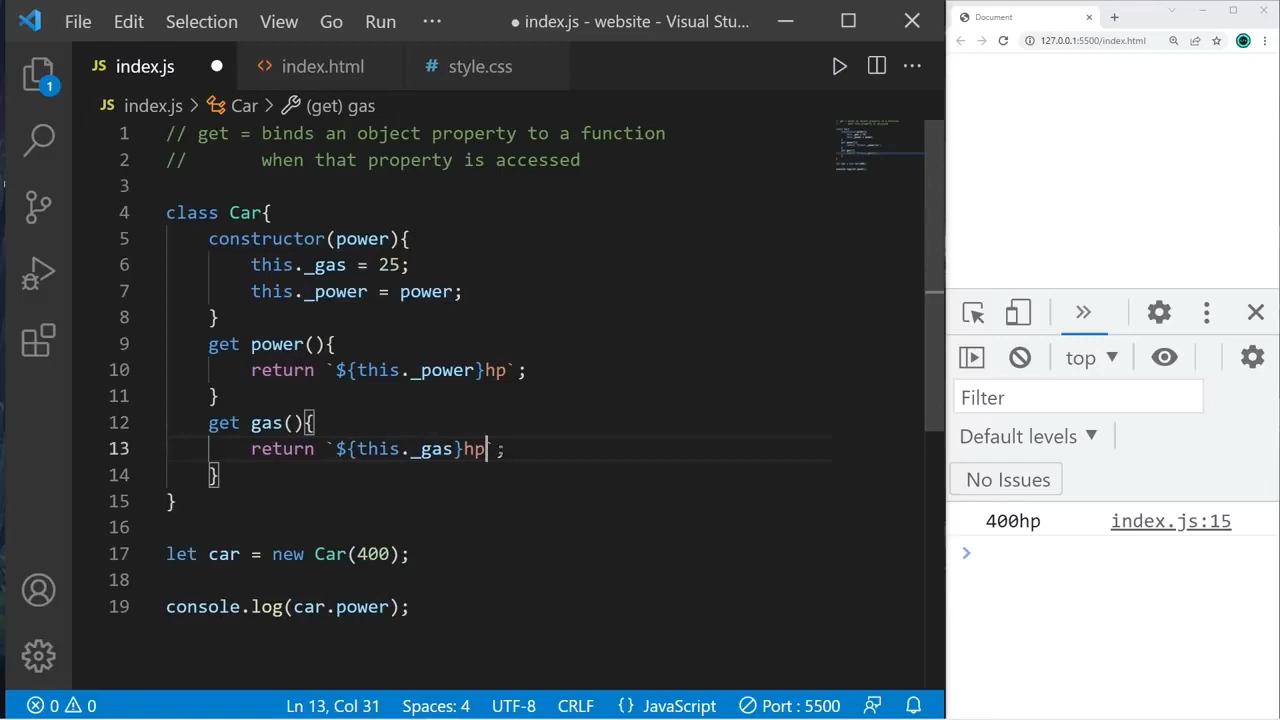 File Edit Selection View Go Run ··· ● index.js - website - Visual Stu...
JS index.js ● <> index.html # style.css
JS index.js > Car > (get) gas
1 // get = binds an object property to a function
2 //       when that property is accessed
3
4 class Car{
5     constructor(power){
6         this._gas = 25;
7         this._power = power;
8     }
9     get power(){
10         return `${this._power}hp`;
11     }
12     get gas(){
13         return `${this._gas}hp`;
14     }
15 }
16
17 let car = new Car(400);
18
19 console.log(car.power);
1
0 0 Ln 13, Col 31 Spaces: 4 UTF-8 CRLF {} JavaScript Port : 5500
Document
127.0.0.1:5500/index.html
top ▼
Filter
Default levels ▼
No Issues
400hp index.js:15
>